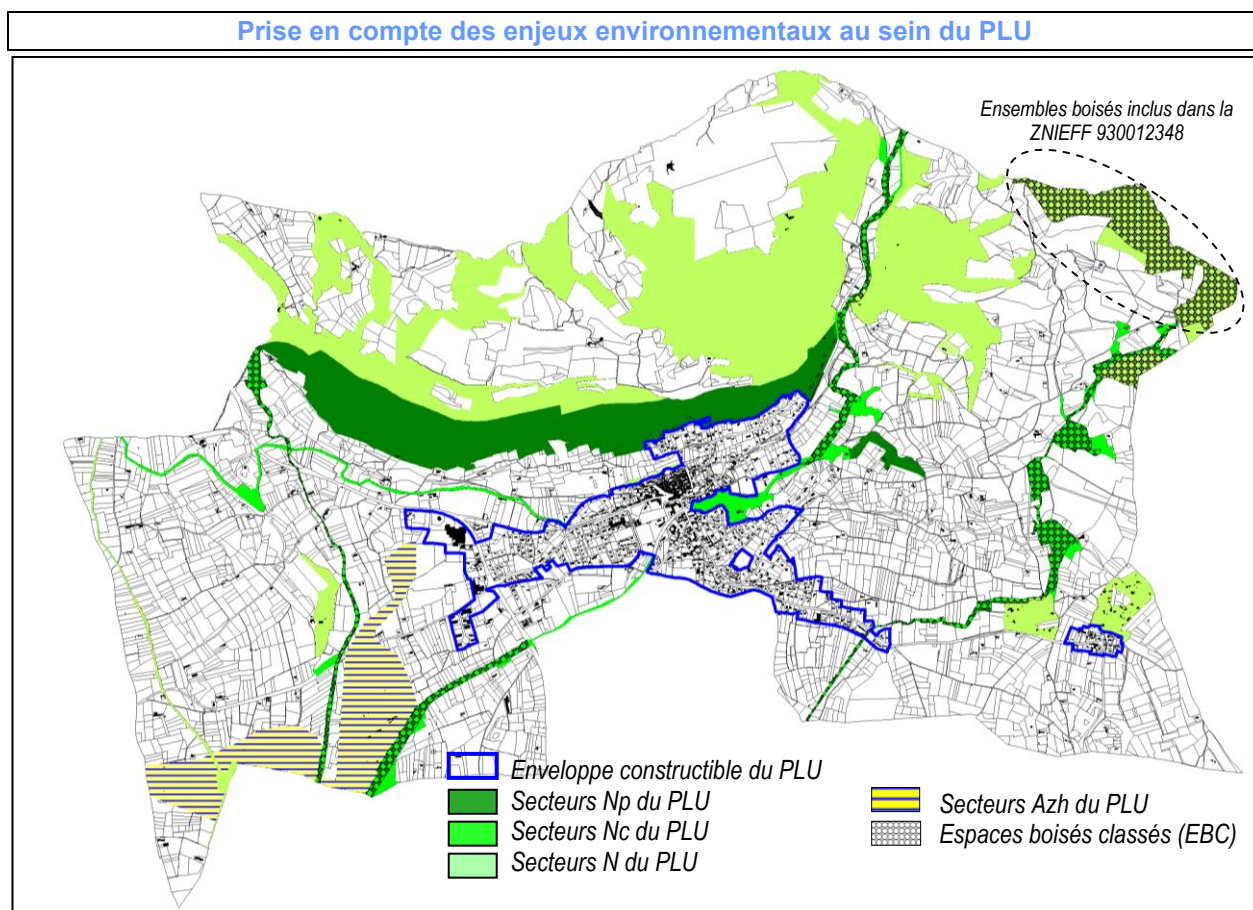 Prise en compte des enjeux environnementaux au sein du PLU
Ensembles boisés inclus dans la
ZNIEFF 930012348
Enveloppe constructible du PLU
Secteurs Np du PLU
Secteurs Nc du PLU
Secteurs N du PLU
Secteurs Azh du PLU
Espaces boisés classés (EBC)